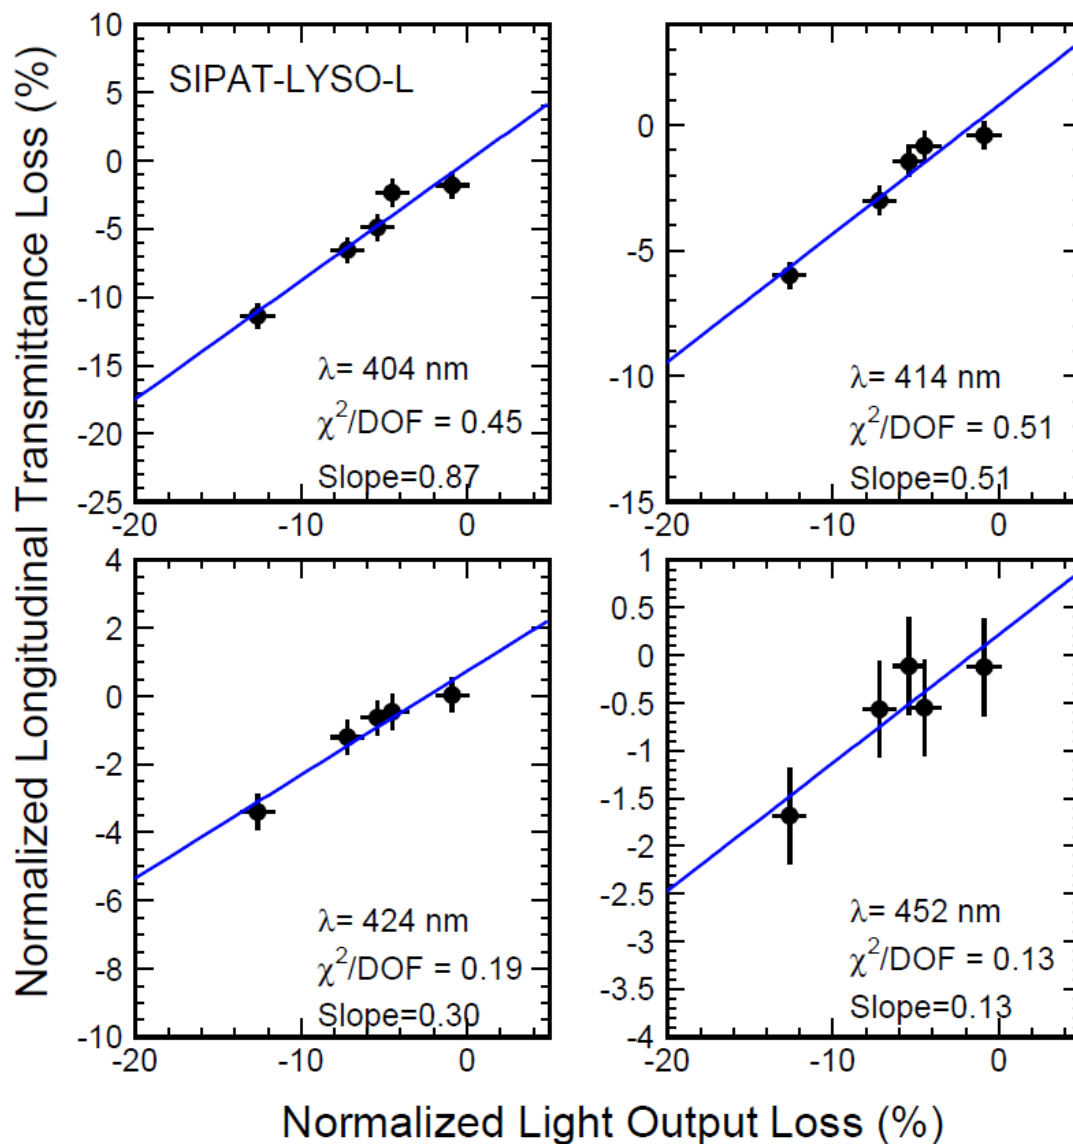 Normalized Longitudinal Transmittance Loss (%)
SIPAT-LYSO-L
10
5
0
-5
-10
-15
-20
-25
-20
-10
0
λ= 404 nm
χ²/DOF = 0.45
Slope=0.87
0
-5
-10
-15
-20
-10
0
λ= 414 nm
χ²/DOF = 0.51
Slope=0.51
4
2
0
-2
-4
-6
-8
-10
-20
-10
0
λ= 424 nm
χ²/DOF = 0.19
Slope=0.30
1
0.5
0
-0.5
-1
-1.5
-2
-2.5
-3
-3.5
-4
-20
-10
0
λ= 452 nm
χ²/DOF = 0.13
Slope=0.13
Normalized Light Output Loss (%)